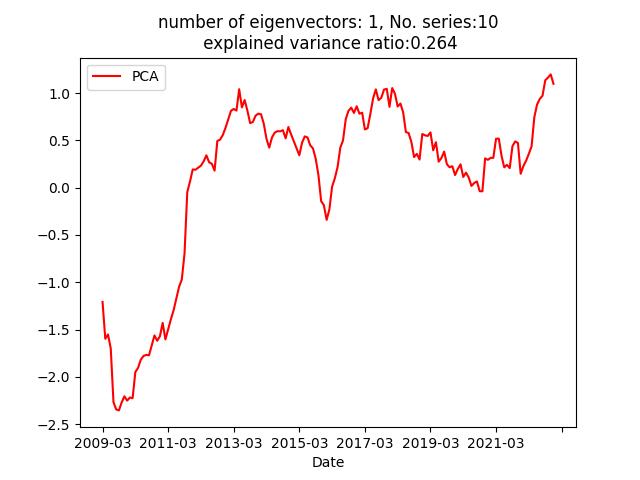 number of eigenvectors: 1, No. series:10
explained variance ratio:0.264
PCA
1.0
0.5
0.0
−0.5
−1.0
−1.5
−2.0
−2.5
2009-03 2011-03 2013-03 2015-03 2017-03 2019-03 2021-03
Date